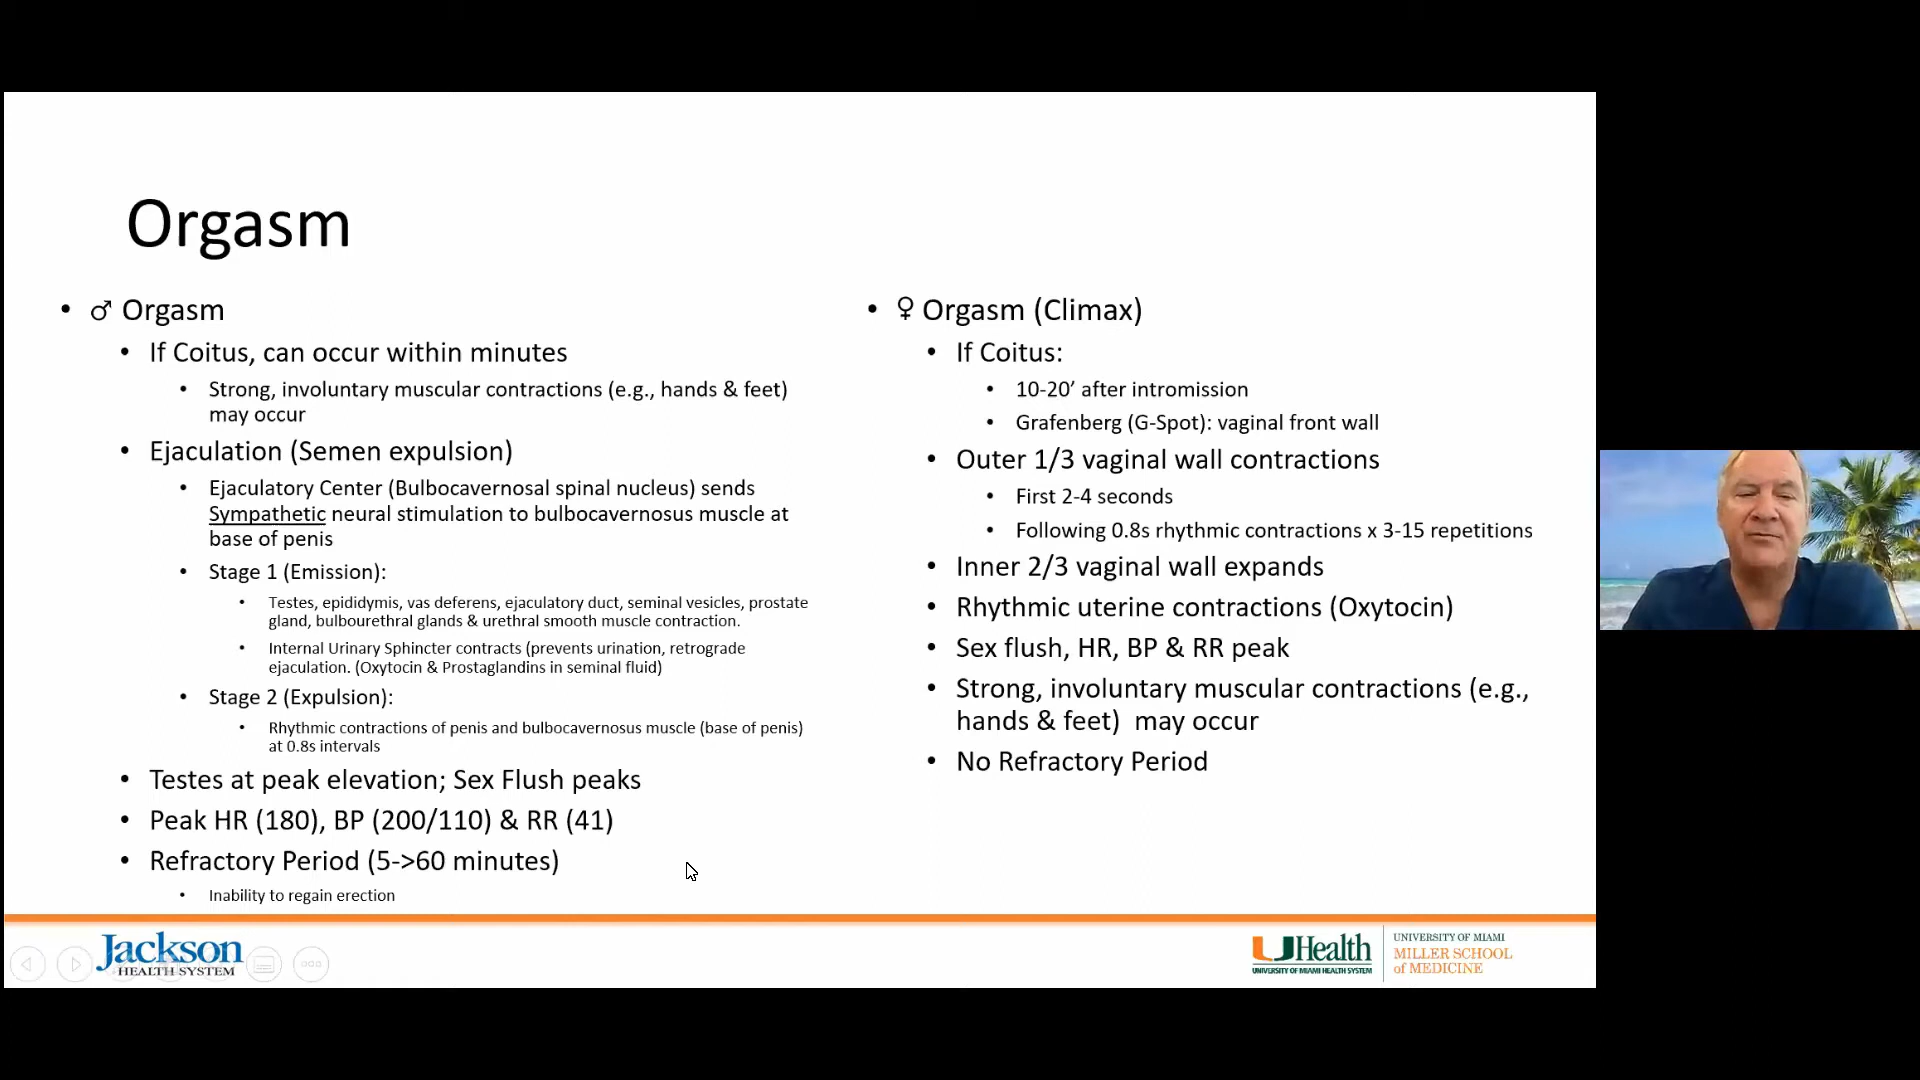 Orgasm
• ♂ Orgasm
• If Coitus, can occur within minutes
• Strong, involuntary muscular contractions (e.g., hands & feet)
may occur
• Ejaculation (Semen expulsion)
• Ejaculatory Center (Bulbocavernosal spinal nucleus) sends
Sympathetic neural stimulation to bulbocavernosus muscle at
base of penis
• Stage 1 (Emission):
• Testes, epididymis, vas deferens, ejaculatory duct, seminal vesicles, prostate
gland, bulbourethral glands & urethral smooth muscle contraction.
• Internal Urinary Sphincter contracts (prevents urination, retrograde
ejaculation. (Oxytocin & Prostaglandins in seminal fluid)
• Stage 2 (Expulsion):
• Rhythmic contractions of penis and bulbocavernosus muscle (base of penis)
at 0.8s intervals
• Testes at peak elevation; Sex Flush peaks
• Peak HR (180), BP (200/110) & RR (41)
• Refractory Period (5->60 minutes)
• Inability to regain erection
• ♀ Orgasm (Climax)
• If Coitus:
• 10-20’ after intromission
• Grafenberg (G-Spot): vaginal front wall
• Outer 1/3 vaginal wall contractions
• First 2-4 seconds
• Following 0.8s rhythmic contractions x 3-15 repetitions
• Inner 2/3 vaginal wall expands
• Rhythmic uterine contractions (Oxytocin)
• Sex flush, HR, BP & RR peak
• Strong, involuntary muscular contractions (e.g.,
hands & feet) may occur
• No Refractory Period
Jackson
HEALTH SYSTEM
UHealth
UNIVERSITY OF MIAMI HEALTH SYSTEM
UNIVERSITY OF MIAMI
MILLER SCHOOL
of MEDICINE